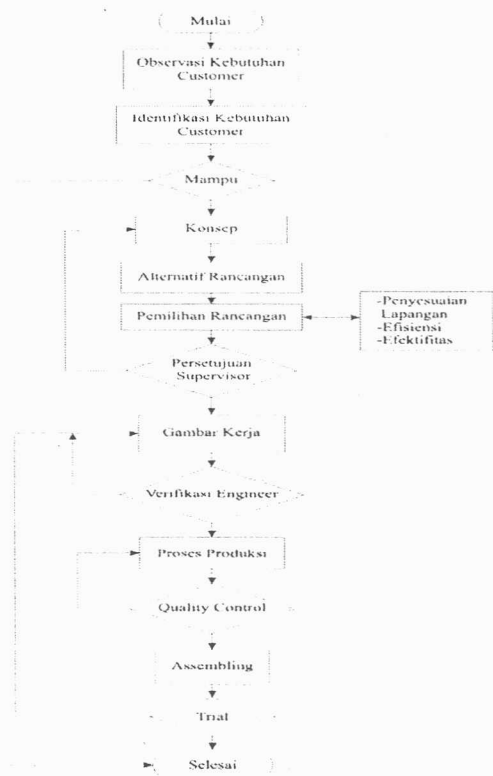 Mulai
Observasi Kebutuhan
Customer
Identifikasi Kebutuhan
Customer
Mampu
Konsep
Alternatif Rancangan
Pemilihan Rancangan
-Penyesuaian
Lapangan
-Efisiensi
-Efektifitas
Persetujuan
Supervisor
Gambar Kerja
Verifikasi Engineer
Proses Produksi
Quality Control
Assembling
Trial
Selesai